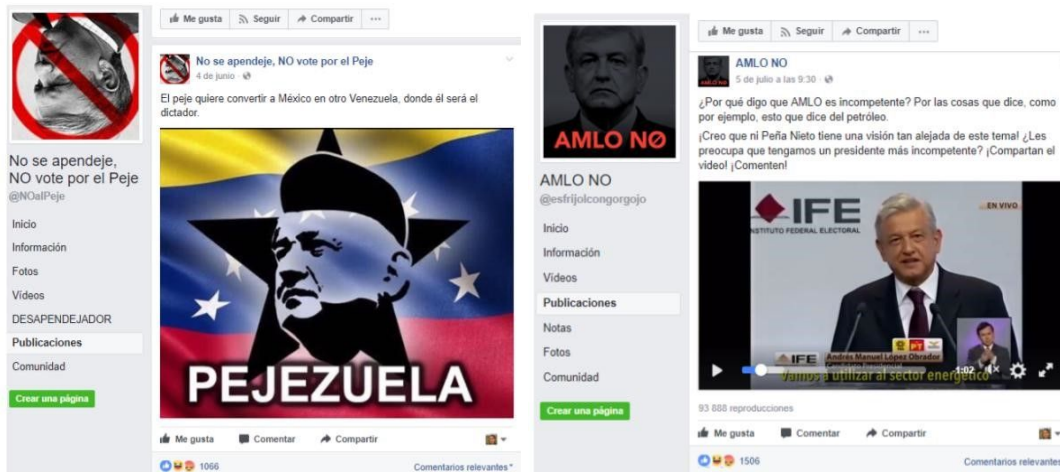 Me gusta Seguir Compartir ...
No se apendeje, NO vote por el Peje
4 de junio
El peje quiere convertir a México en otro Venezuela, donde él será el
dictador.
No se apendeje,
NO vote por el Peje
@NOalPeje
Inicio
Información
Fotos
Vídeos
DESAPENDEJADOR
Publicaciones
Comunidad
Crear una página
PEJEZUELA
Me gusta Comentar Compartir
1066 Comentarios relevantes
Me gusta Seguir Compartir ...
AMLO NO
AMLO NO
5 de julio a las 9:30
¿Por qué digo que AMLO es incompetente? Por las cosas que dice, como
por ejemplo, esto que dice del petróleo.
¡Creo que ni Peña Nieto tiene una visión tan alejada de este tema! ¿Les
preocupa que tengamos un presidente más incompetente? ¡Compartan el
video! ¡Comenten!
AMLO NØ
AMLO NO
@esfrijolcongorgojo
Inicio
Información
Vídeos
Publicaciones
Notas
Fotos
Comunidad
Crear una página
IFE
INSTITUTO FEDERAL ELECTORAL
EN VIVO
PT
IFE
Andrés Manuel López Obrador
Candidato Presidencial
Vamos a utilizar al sector energético
1:02
93 688 reproducciones
Me gusta Comentar Compartir
1506 Comentarios relevantes